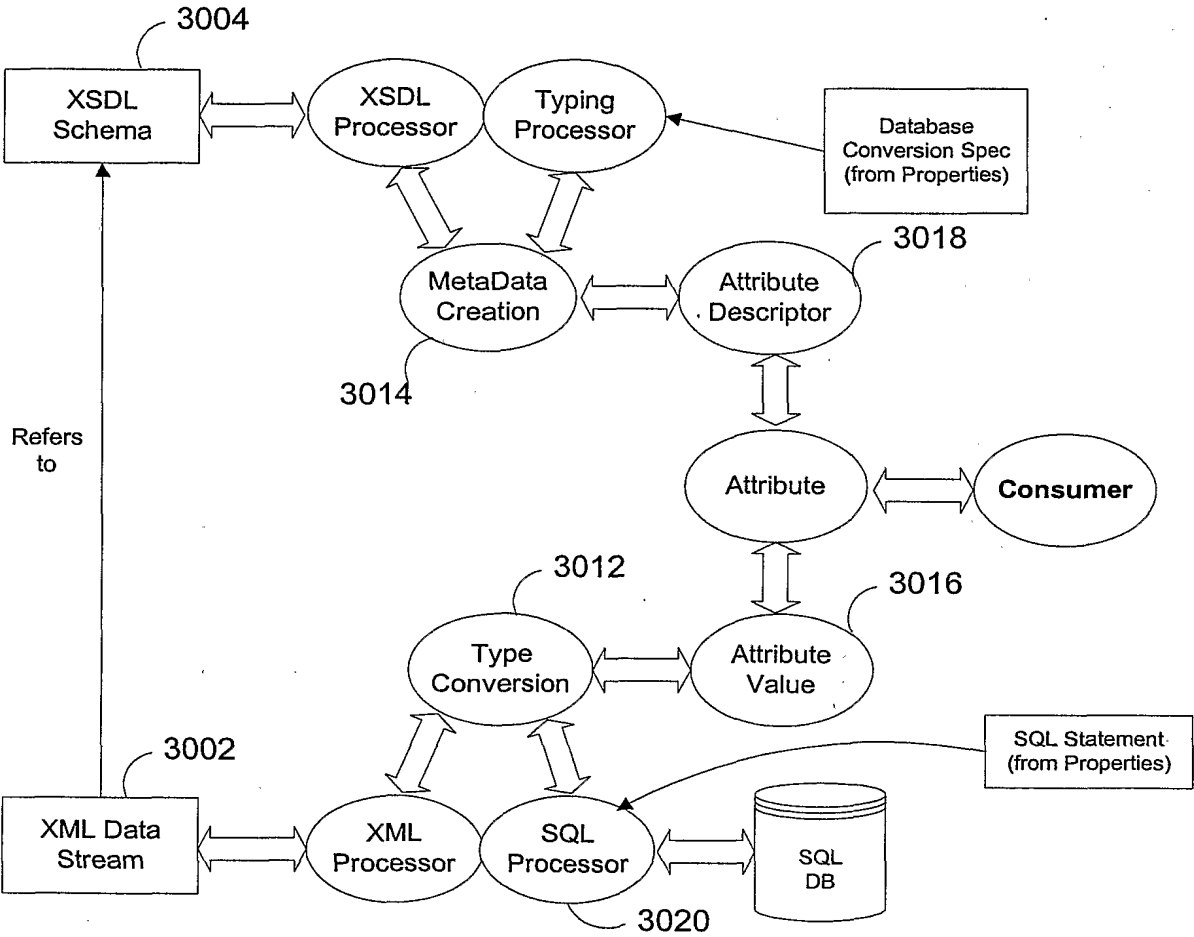 3004
XSDL
Schema
XSDL
Processor
Typing
Processor
Database
Conversion Spec
(from Properties)
3018
MetaData
Creation
Attribute
Descriptor
3014
Refers
to
Attribute
Consumer
3012
3016
Type
Conversion
Attribute
Value
3002
SQL Statement
(from Properties)
XML Data
Stream
XML
Processor
SQL
Processor
SQL
DB
3020